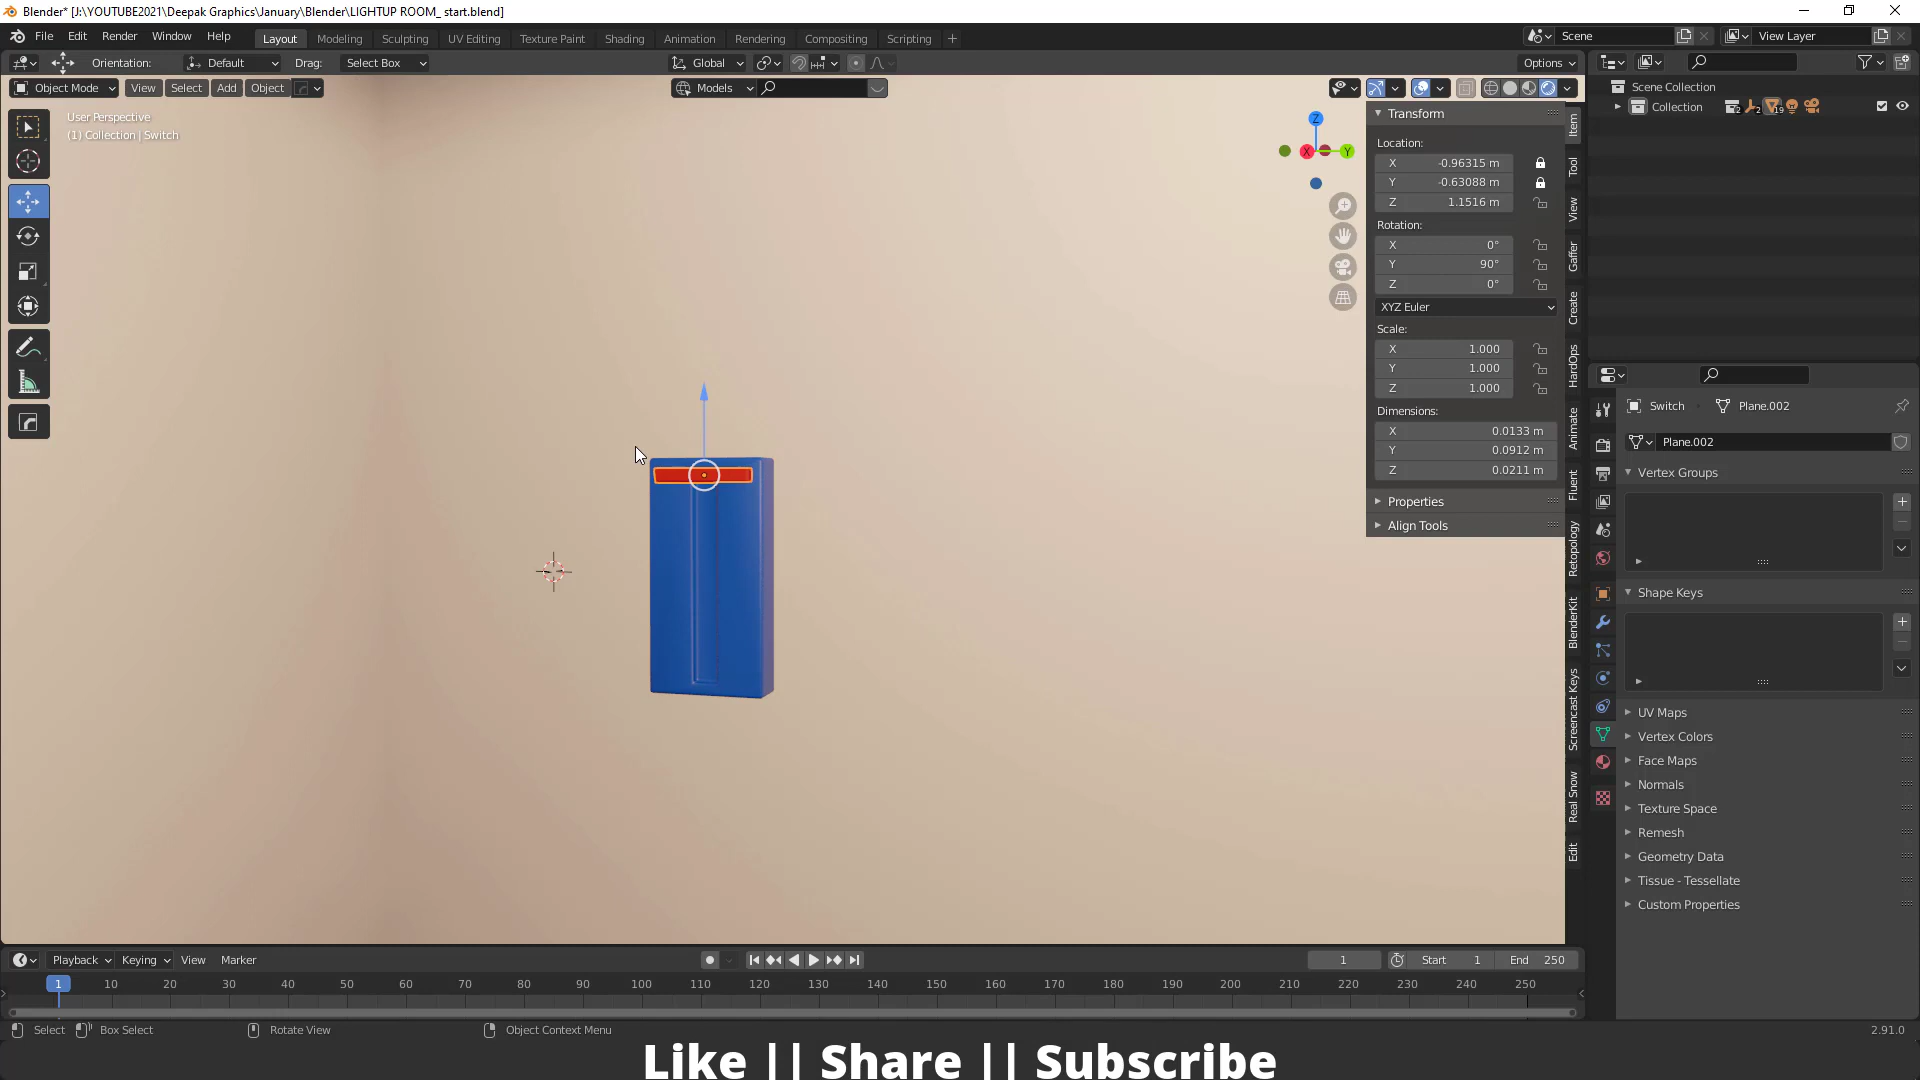 Blender* [J:\YOUTUBE2021\Deepak Graphics\January\Blender\LIGHTUP ROOM_ start.blend]
File Edit Render Window Help Layout Modeling Sculpting UV Editing Texture Paint Shading Animation Rendering Compositing Scripting Scene View Layer
Orientation: Default Drag: Select Box Global Options
Object Mode View Select Add Object Models
User Perspective
(1) Collection | Switch
Z
X
Y
Transform
Location:
X -0.96315 m
Y -0.63088 m
Z 1.1516 m
Rotation:
X 0°
Y 90°
Z 0°
XYZ Euler
Scale:
X 1.000
Y 1.000
Z 1.000
Dimensions:
X 0.0133 m
Y 0.0912 m
Z 0.0211 m
Properties
Align Tools
Item
Tool
View
Gaffer
Create
HardOps
Animate
Fluent
Retopology
BlenderKit
Screencast Keys
Real Snow
Edit
Scene Collection
Collection 2 2 19
Switch Plane.002
Plane.002
Vertex Groups
Shape Keys
UV Maps
Vertex Colors
Face Maps
Normals
Texture Space
Remesh
Geometry Data
Tissue - Tessellate
Custom Properties
Playback Keying View Marker 1 Start 1 End 250
1 10 20 30 40 50 60 70 80 90 100 110 120 130 140 150 160 170 180 190 200 210 220 230 240 250
Select Box Select Rotate View Object Context Menu 2.91.0
Like || Share || Subscribe